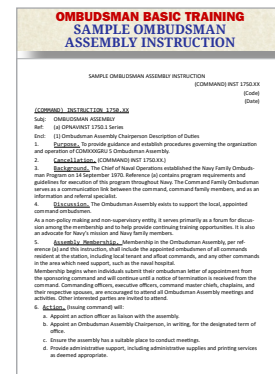 OMBUDSMAN BASIC TRAINING
SAMPLE OMBUDSMAN
ASSEMBLY INSTRUCTION
SAMPLE OMBUDSMAN ASSEMBLY INSTRUCTION
(COMMAND) INST 1750.XX
(Code)
(Date)
(COMMAND) INSTRUCTION 1750.XX
Subj: OMBUDSMAN ASSEMBLY
Ref: (a) OPNAVINST 1750.1 Series
Encl: (1) Ombudsman Assembly Chairperson Description of Duties
1. Purpose. To provide guidance and establish procedures governing the organization
and operation of COMXXXGRU 5 Ombudsman Assembly.
2. Cancellation. (COMMAND) INST 1750.XX.)
3. Background. The Chief of Naval Operations established the Navy Family Ombuds-
man Program on 14 September 1970. Reference (a) contains program requirements and
guidelines for execution of this program throughout Navy. The Command Family Ombudsman
serves as a communication link between the command, command family members, and as an
information and referral specialist.
4. Discussion. The Ombudsman Assembly exists to support the local, appointed
command ombudsmen.
As a non-policy making and non-supervisory entity, it serves primarily as a forum for discus-
sion among the membership and to help provide continuing training opportunities. It is also
an advocate for Navy's mission and Navy family members.
5. Assembly Membership. Membership in the Ombudsman Assembly, per ref-
erence (a) and this instruction, shall include the appointed ombudsmen of all commands
resident at the station, including local tenant and afloat commands, and any other commands
in the area which need support, such as the naval hospital.
Membership begins when individuals submit their ombudsman letter of appointment from
the sponsoring command and will continue until a notice of termination is received from the
command. Commanding officers, executive officers, command master chiefs, chaplains, and
their respective spouses, are encouraged to attend all Ombudsman Assembly meetings and
activities. Other interested parties are invited to attend.
6. Action. (Issuing command) will:
a. Appoint an action officer as liaison with the assembly.
b. Appoint an Ombudsman Assembly Chairperson, in writing, for the designated term of
office.
c. Ensure the assembly has a suitable place to conduct meetings.
d. Provide administrative support, including administrative supplies and printing services
as deemed appropriate.